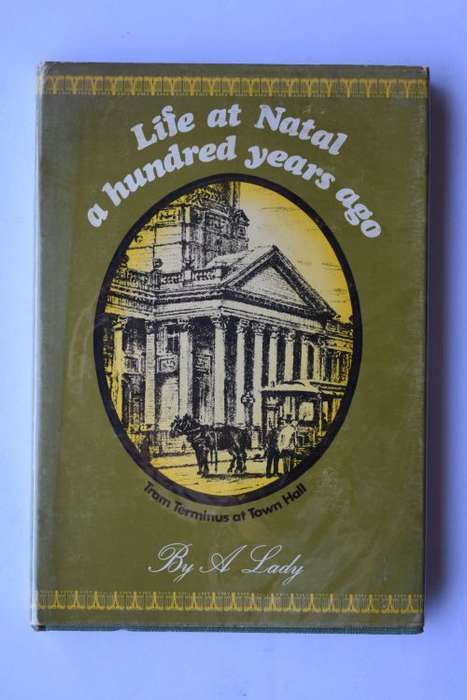 Life at Natal
a hundred years ago
Tram Terminus at Town Hall
By A Lady